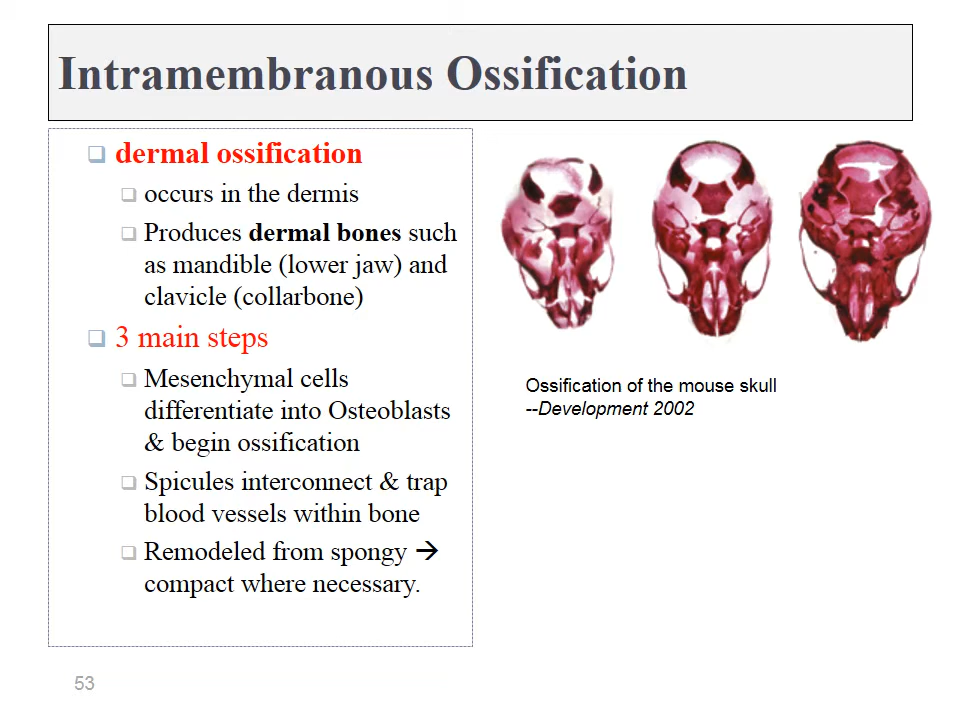 Intramembranous Ossification
dermal ossification
occurs in the dermis
Produces dermal bones such
as mandible (lower jaw) and
clavicle (collarbone)
3 main steps
Mesenchymal cells
differentiate into Osteoblasts
& begin ossification
Spicules interconnect & trap
blood vessels within bone
Remodeled from spongy →
compact where necessary.
Ossification of the mouse skull
--Development 2002
53